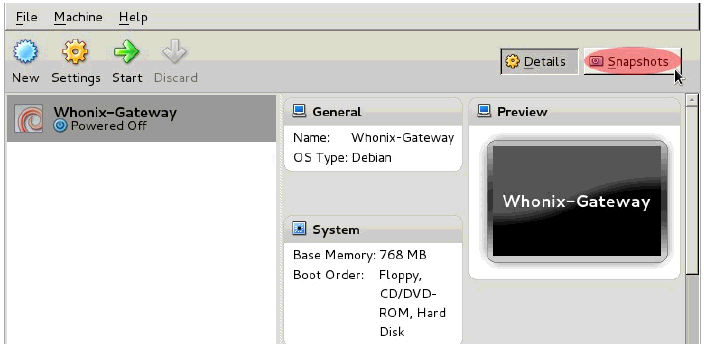 File Machine Help
New Settings Start Discard
Details Snapshots
Whonix-Gateway
Powered Off
General
Name: Whonix-Gateway
OS Type: Debian
System
Base Memory: 768 MB
Boot Order: Floppy,
CD/DVD-
ROM, Hard
Disk
Preview
Whonix-Gateway